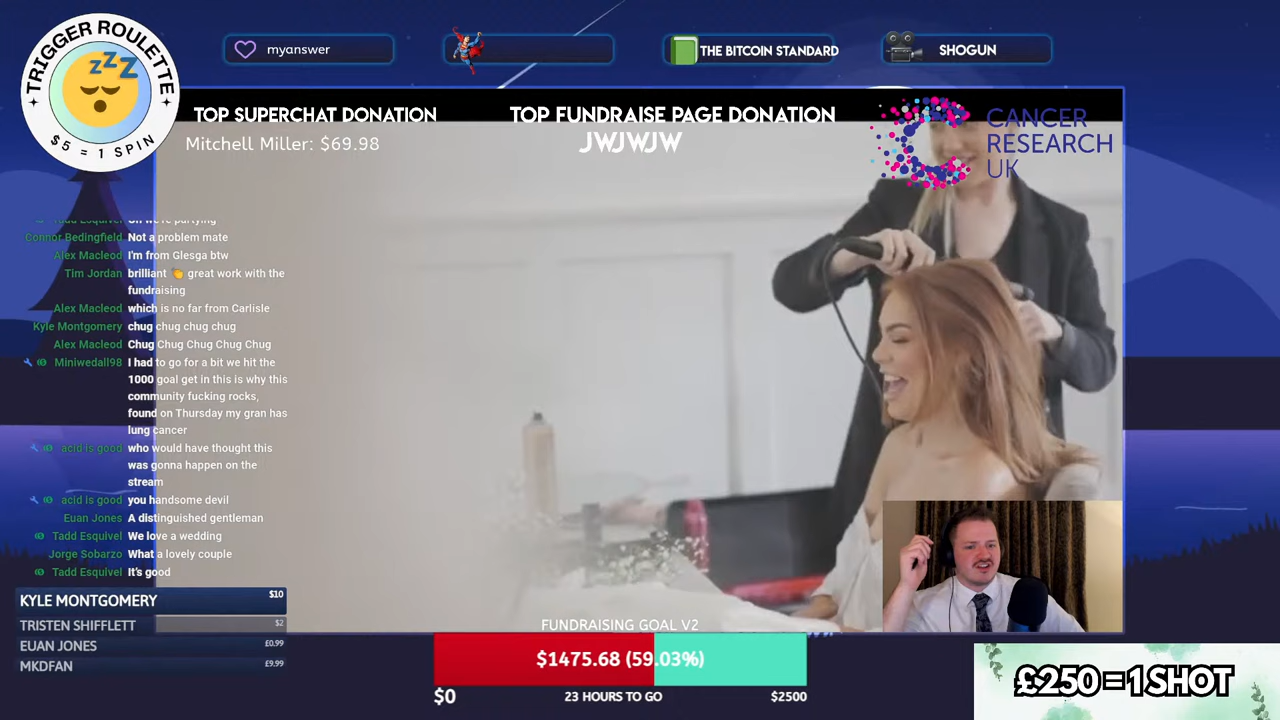 TRIGGER ROULETTE
$5 = 1 SPIN
zzZ
myanswer
THE BITCOIN STANDARD
SHOGUN
TOP SUPERCHAT DONATION
Mitchell Miller: $69.98
TOP FUNDRAISE PAGE DONATION
JWJWJW
CANCER
RESEARCH
UK
Tadd Esquivel Oh we're partying
Connor Bedingfield Not a problem mate
Alex Macleod I'm from Glesga btw
Tim Jordan brilliant 👏 great work with the
fundraising
Alex Macleod which is no far from Carlisle
Kyle Montgomery chug chug chug chug
Alex Macleod Chug Chug Chug Chug Chug
Miniwedall98 I had to go for a bit we hit the
1000 goal get in this is why this
community fucking rocks,
found on Thursday my gran has
lung cancer
acid is good who would have thought this
was gonna happen on the
stream
acid is good you handsome devil
Euan Jones A distinguished gentleman
Tadd Esquivel We love a wedding
Jorge Sobarzo What a lovely couple
Tadd Esquivel It's good
KYLE MONTGOMERY $10
TRISTEN SHIFFLETT $2
EUAN JONES £0.99
MKDFAN £9.99
FUNDRAISING GOAL V2
$1475.68 (59.03%)
$0 23 HOURS TO GO $2500
£250=1 SHOT